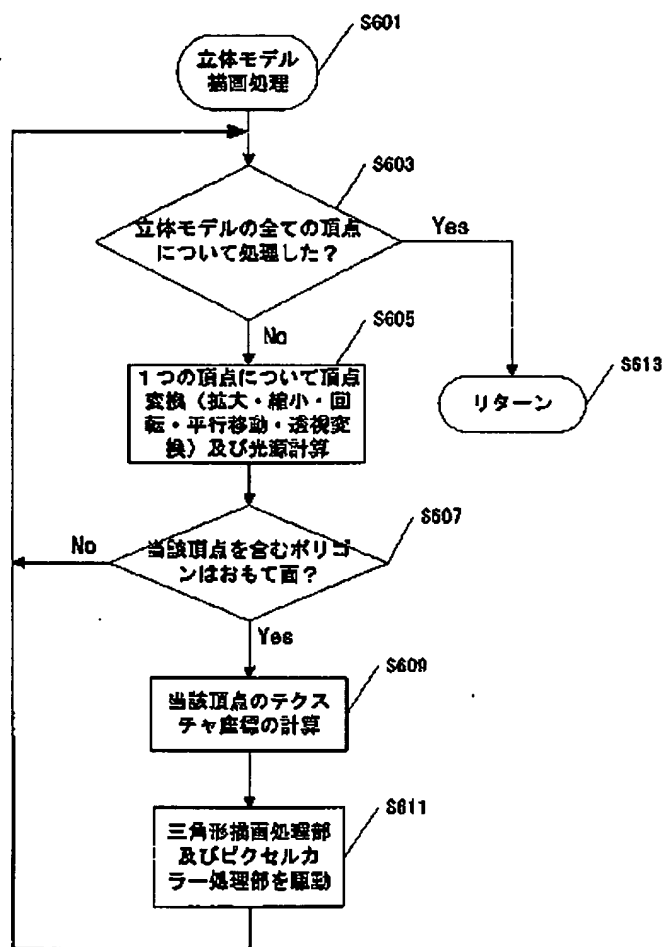 S601
立体モデル
描画処理
S603
立体モデルの全ての頂点
について処理した？
Yes
No
S605
1つの頂点について頂点
変換（拡大・縮小・回
転・平行移動・透視変
換）及び光源計算
S613
リターン
S607
当該頂点を含むポリゴ
ンはおもて面？
No
Yes
S609
当該頂点のテクス
チャ座標の計算
S611
三角形描画処理部
及びピクセルカ
ラー処理部を駆動